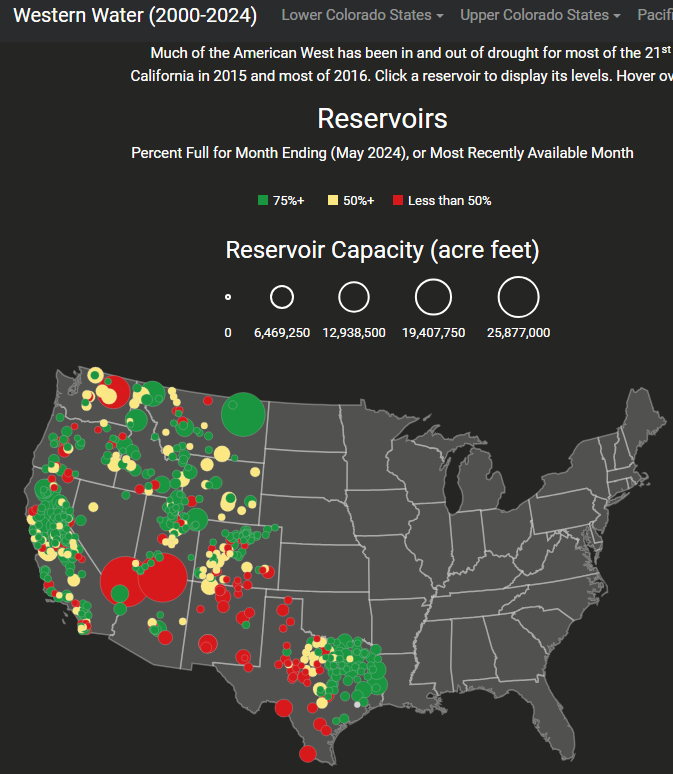 Western Water (2000-2024) Lower Colorado States Upper Colorado States Pacifi
Much of the American West has been in and out of drought for most of the 21st
California in 2015 and most of 2016. Click a reservoir to display its levels. Hover ov
Reservoirs
Percent Full for Month Ending (May 2024), or Most Recently Available Month
75%+ 50%+ Less than 50%
Reservoir Capacity (acre feet)
0 6,469,250 12,938,500 19,407,750 25,877,000